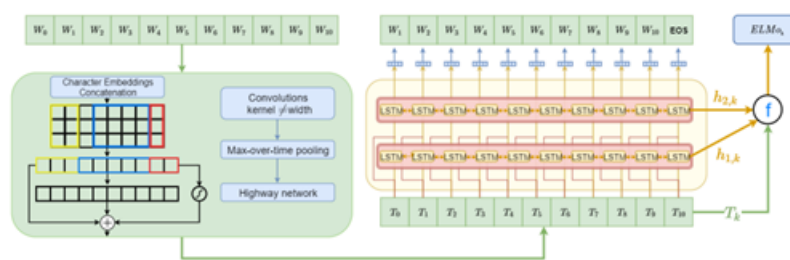 W0 W1 W2 W3 W4 W5 W6 W7 W8 W9 W10
Character Embeddings
Concatenation
Convolutions
kernel ≠ width
Max-over-time pooling
Highway network
W1 W2 W3 W4 W5 W6 W7 W8 W9 W10 EOS
ELMo
LSTM LSTM LSTM LSTM LSTM LSTM LSTM LSTM LSTM LSTM
h2,k
f
LSTM LSTM LSTM LSTM LSTM LSTM LSTM LSTM LSTM LSTM
h1,k
T0 T1 T2 T3 T4 T5 T6 T7 T8 T9 T10
Tk